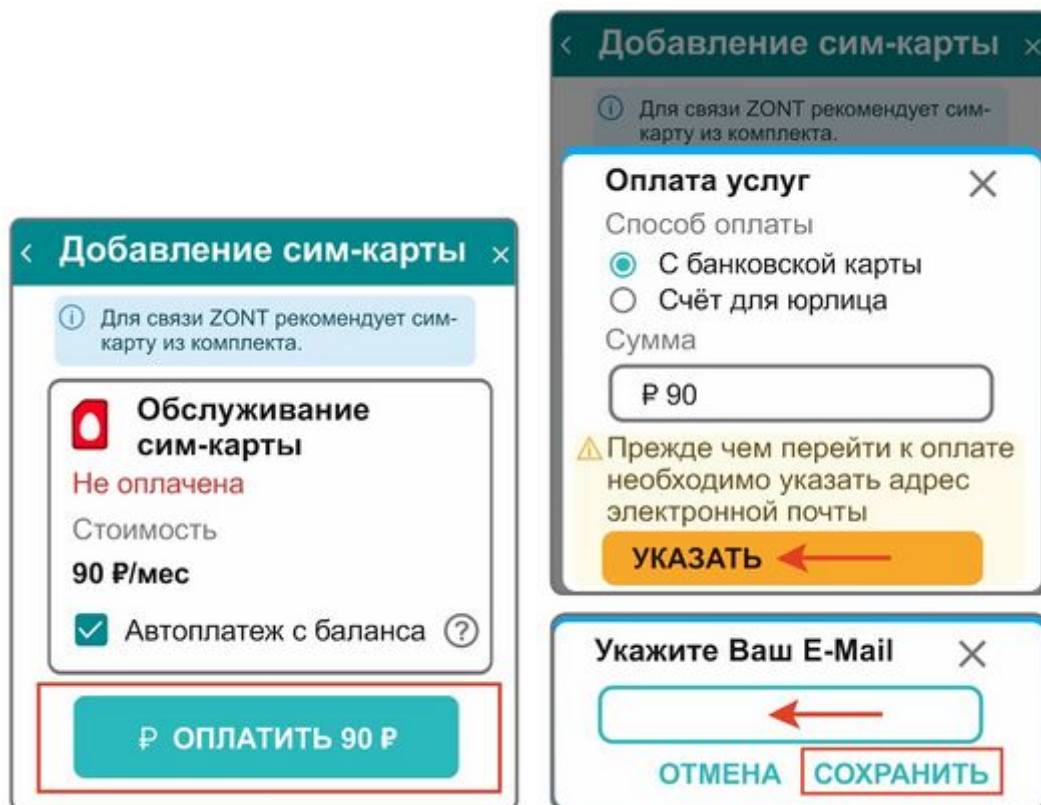 Добавление сим-карты
Для связи ZONT рекомендует сим-
карту из комплекта.
Обслуживание
сим-карты
Не оплачена
Стоимость
90 ₽/мес
Автоплатеж с баланса ?
₽ ОПЛАТИТЬ 90 ₽
Добавление сим-карты
Для связи ZONT рекомендует сим-
карту из комплекта.
Оплата услуг
Способ оплаты
С банковской карты
Счёт для юрлица
Сумма
₽ 90
Прежде чем перейти к оплате
необходимо указать адрес
электронной почты
УКАЗАТЬ
Укажите Ваш E-Mail
ОТМЕНА СОХРАНИТЬ